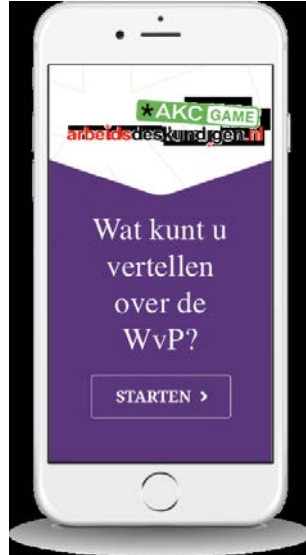 *AKC GAME
arbeidsdeskundigen.nl
Wat kunt u
vertellen
over de
WvP?
STARTEN >